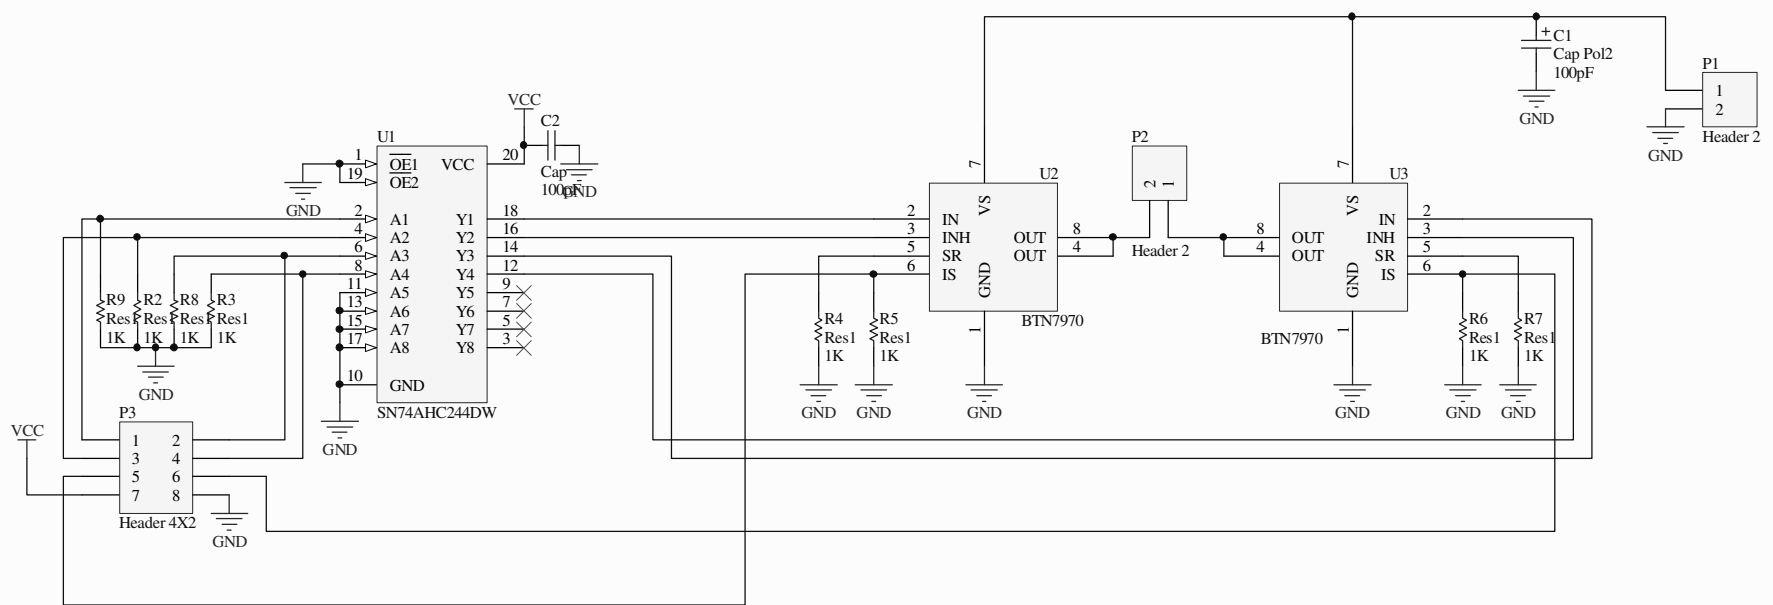 C1
Cap Pol2
100pF
GND
P1
1
2
Header 2
GND
VCC
C2
Cap
100pF
GND
U1
1
19
OE1
OE2
VCC
20
GND
2
4
6
8
11
13
15
17
10
A1
A2
A3
A4
A5
A6
A7
A8
GND
Y1
Y2
Y3
Y4
Y5
Y6
Y7
Y8
18
16
14
12
9
7
5
3
SN74AHC244DW
GND
R9
Res1
1K
R2
Res1
1K
R8
Res1
1K
R3
Res1
1K
GND
P3
1
3
5
7
2
4
6
8
Header 4X2
VCC
GND
U2
7
VS
2
3
5
6
IN
INH
SR
IS
OUT
OUT
8
4
GND
1
BTN7970
GND
R4
Res1
1K
GND
R5
Res1
1K
GND
P2
2
1
Header 2
U3
7
VS
8
4
OUT
OUT
IN
INH
SR
IS
2
3
5
6
GND
1
BTN7970
GND
R6
Res1
1K
GND
R7
Res1
1K
GND